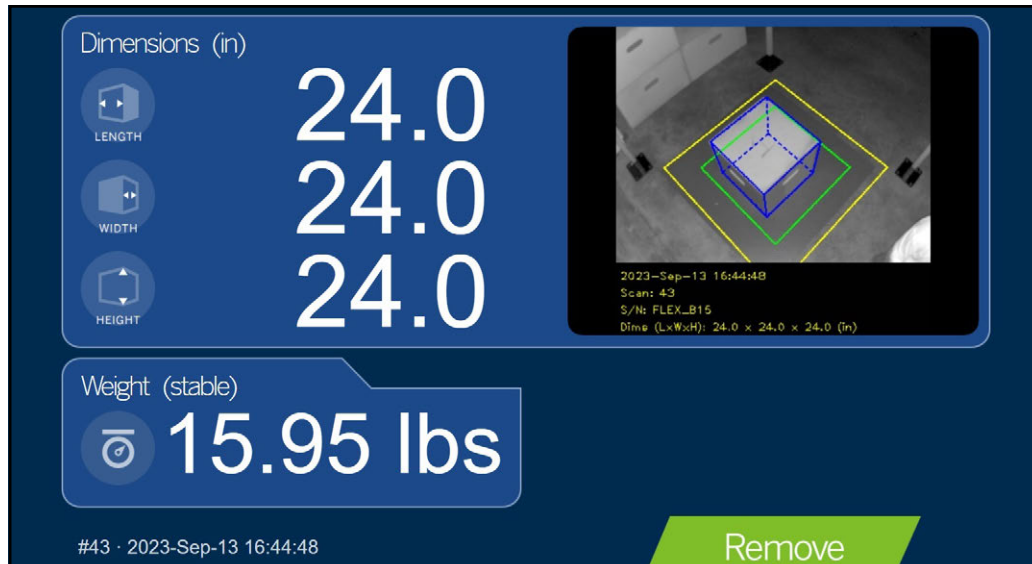 Dimensions (in)
LENGTH
24.0
WIDTH
24.0
HEIGHT
24.0
2023-Sep-13 16:44:48
Scan: 43
S/N: FLEX_B15
Dims (LxWxH): 24.0 x 24.0 x 24.0 (in)
Weight (stable)
15.95 lbs
#43 · 2023-Sep-13 16:44:48
Remove